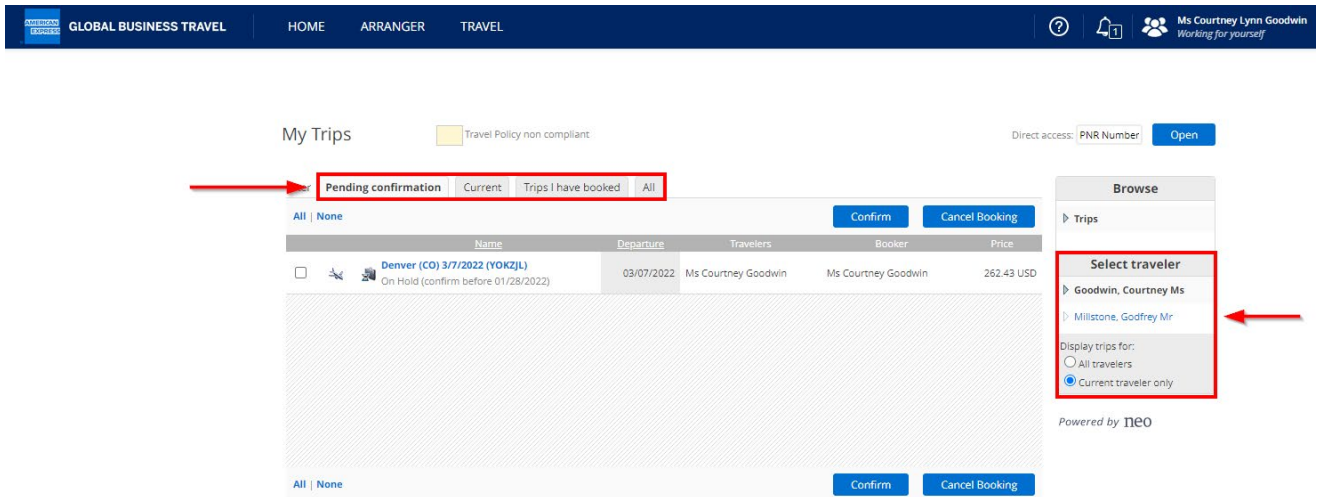 AMERICAN EXPRESS
GLOBAL BUSINESS TRAVEL
HOME
ARRANGER
TRAVEL
1
Ms Courtney Lynn Goodwin
Working for yourself
My Trips
Travel Policy non compliant
Direct access:
PNR Number
Open
Pending confirmation
Current
Trips I have booked
All
All | None
Confirm
Cancel Booking
Name
Departure
Travelers
Booker
Price
Denver (CO) 3/7/2022 (YOKZJL)
On Hold (confirm before 01/28/2022)
03/07/2022
Ms Courtney Goodwin
Ms Courtney Goodwin
262.43 USD
All | None
Confirm
Cancel Booking
Browse
Trips
Select traveler
Goodwin, Courtney Ms
Millstone, Godfrey Mr
Display trips for:
All travelers
Current traveler only
Powered by neo